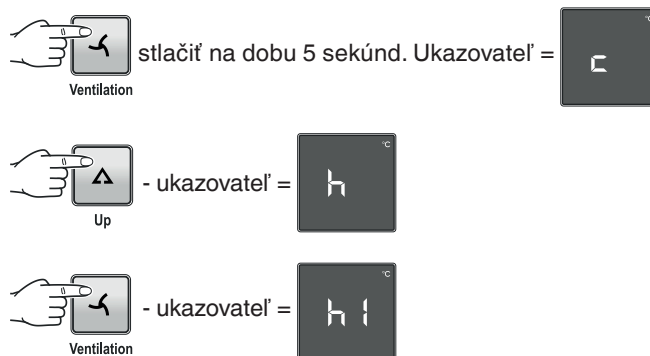 stlačiť na dobu 5 sekúnd. Ukazovateľ = °C c
Ventilation
- ukazovateľ = °C h
Up
- ukazovateľ = °C h1
Ventilation